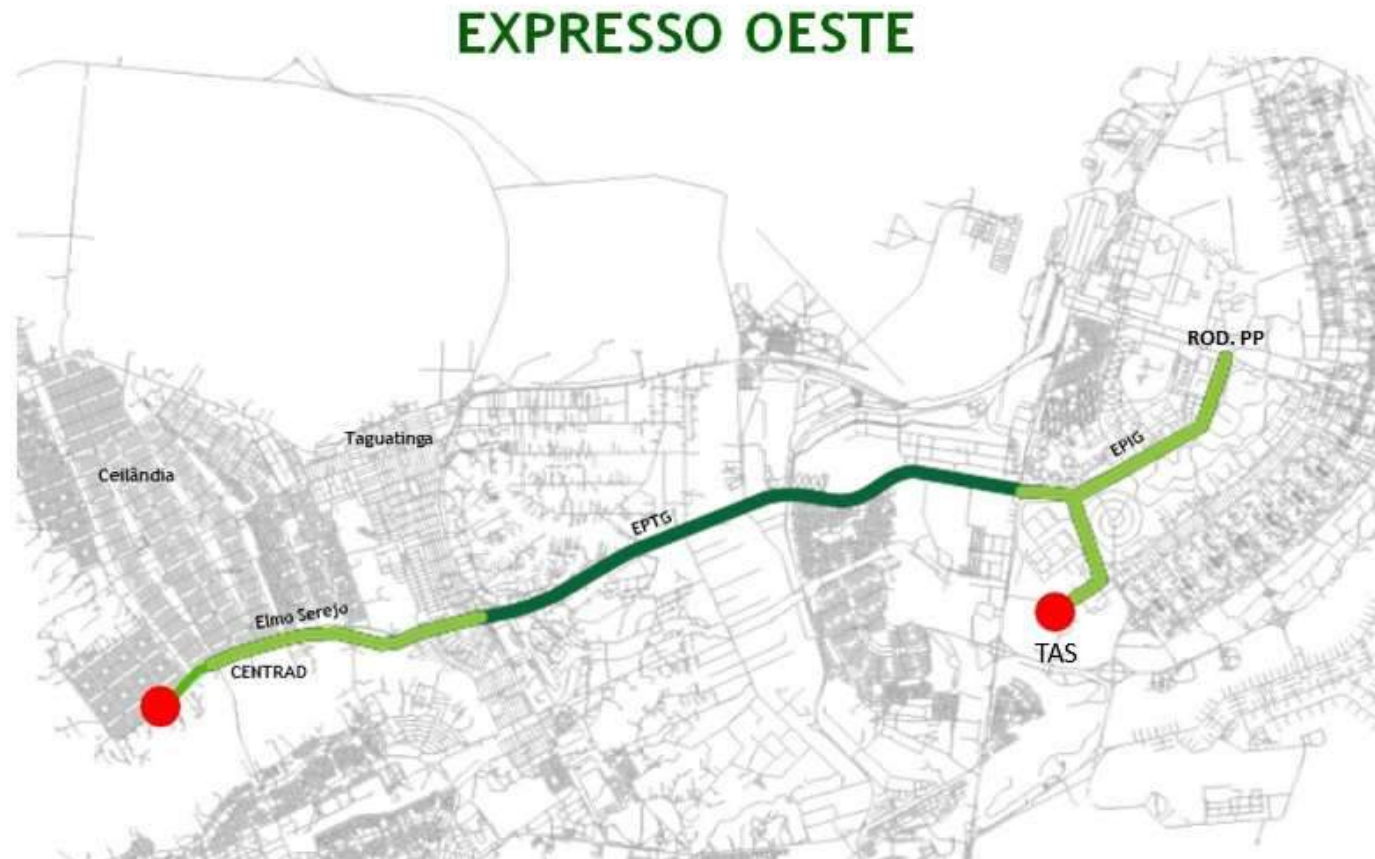 EXPRESSO OESTE
ROD. PP
EPIG
Taguatinga
Ceilândia
EPTG
Elmo Serejo
CENTRAD
TAS